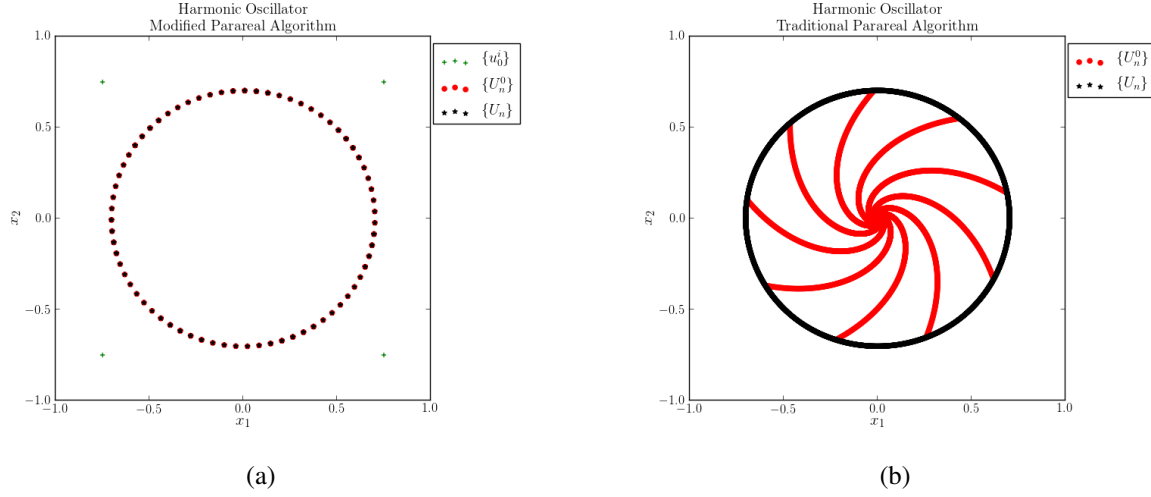 Harmonic Oscillator
Modified Parareal Algorithm
1.0
0.5
0.0
−0.5
−1.0
x₂
−1.0 −0.5 0.0 0.5 1.0
x₁
{u₀ⁱ}
{Uₙ⁰}
{Uₙ}
(a)
Harmonic Oscillator
Traditional Parareal Algorithm
1.0
0.5
0.0
−0.5
−1.0
x₂
−1.0 −0.5 0.0 0.5 1.0
x₁
{Uₙ⁰}
{Uₙ}
(b)